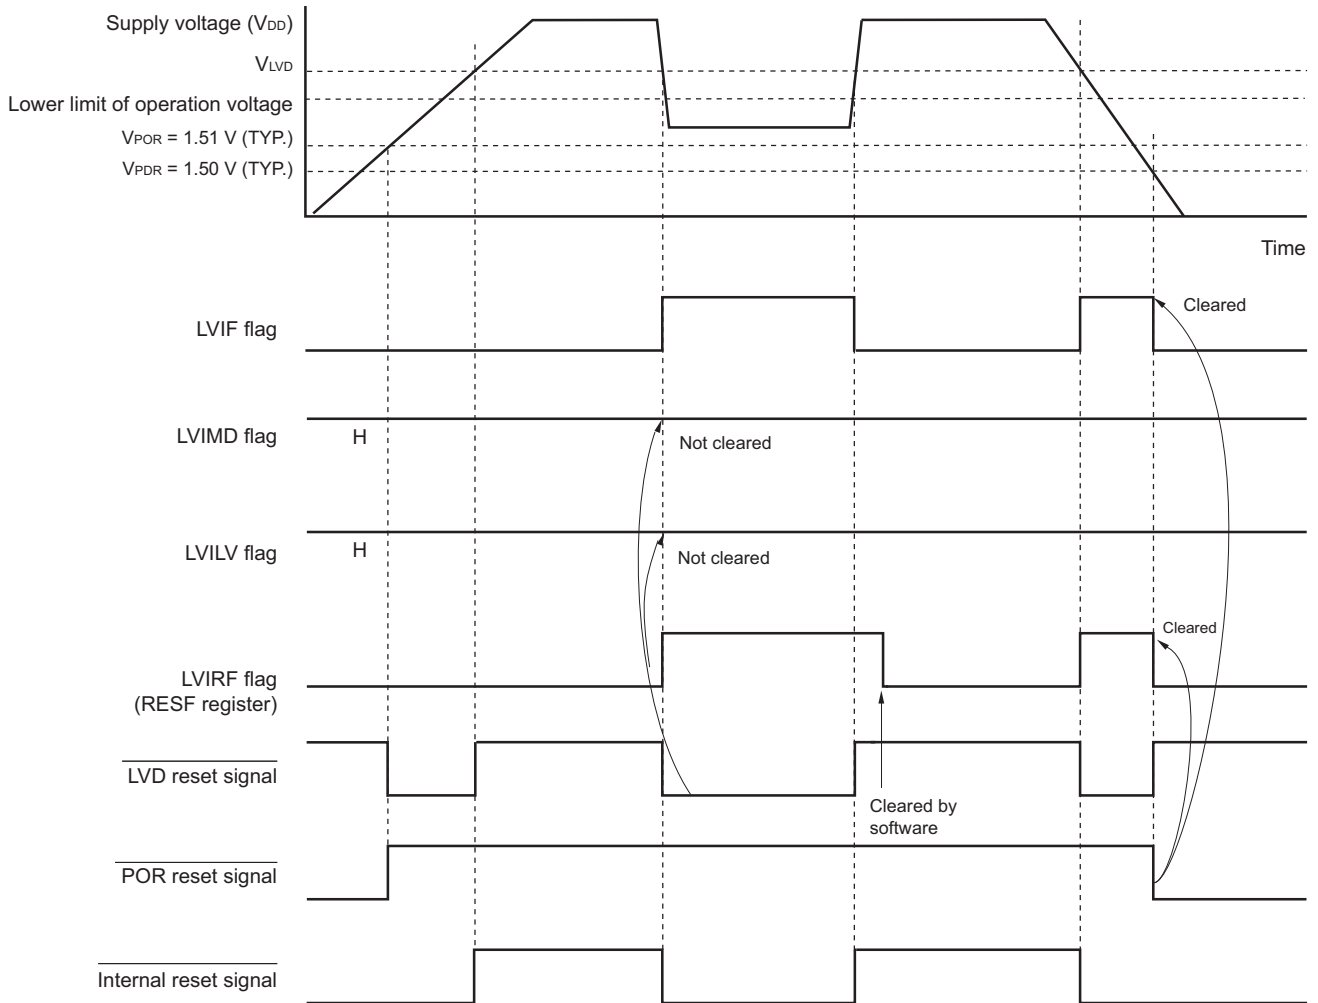 Supply voltage (VDD)
VLVD
Lower limit of operation voltage
VPOR = 1.51 V (TYP.)
VPDR = 1.50 V (TYP.)
Time
LVIF flag
Cleared
LVIMD flag
H
Not cleared
LVILV flag
H
Not cleared
LVIRF flag
(RESF register)
Cleared
LVD reset signal
Cleared by
software
POR reset signal
Internal reset signal